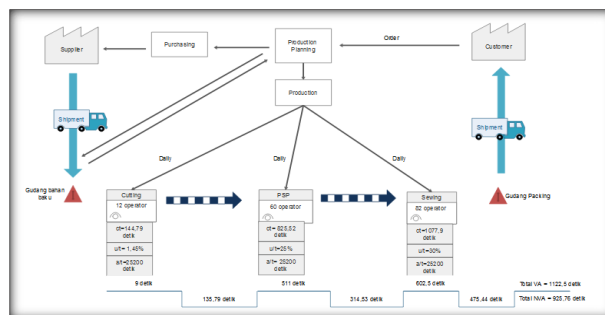 Supplier
Purchasing
Production
Planning
Order
Customer
Shipment
Production
Shipment
Daily
Daily
Daily
Gudang bahan
baku
Gudang Packing
Cutting
12 operator
ct=144,79
detik
u/t= 1,45%
a/t=25200
detik
PSP
60 operator
ct = 825,52
detik
u/t=25%
a/t= 25200
detik
Sewing
82 operator
ct=1077,9
detik
u/t=30%
a/t=25200
detik
9 detik
511 detik
602,5 detik
Total VA = 1122,5 detik
135,79 detik
314,53 detik
475,44 detik
Total NVA = 925,76 detik